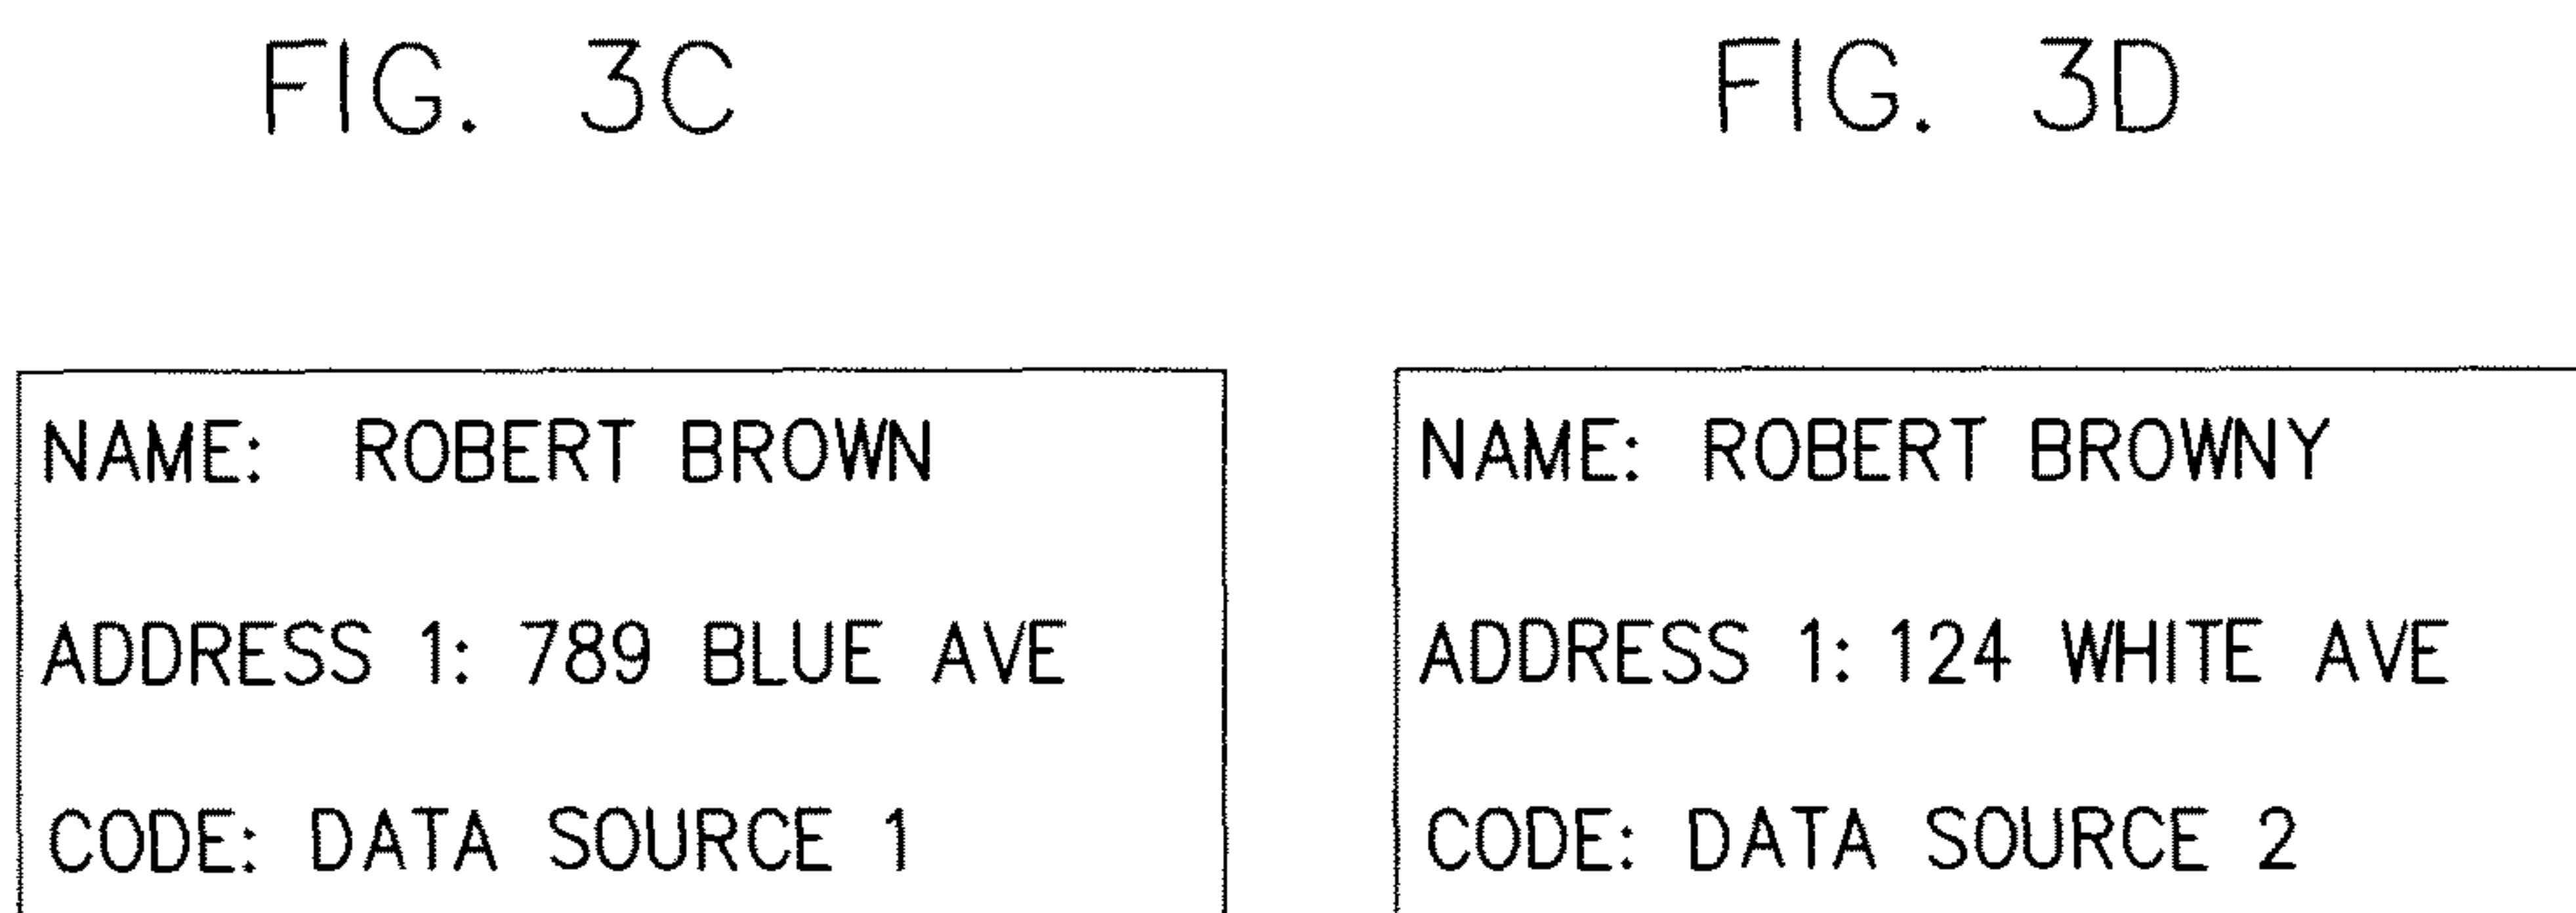 FIG. 3C
NAME: ROBERT BROWN
ADDRESS 1: 789 BLUE AVE
CODE: DATA SOURCE 1
FIG. 3D
NAME: ROBERT BROWNY
ADDRESS 1: 124 WHITE AVE
CODE: DATA SOURCE 2